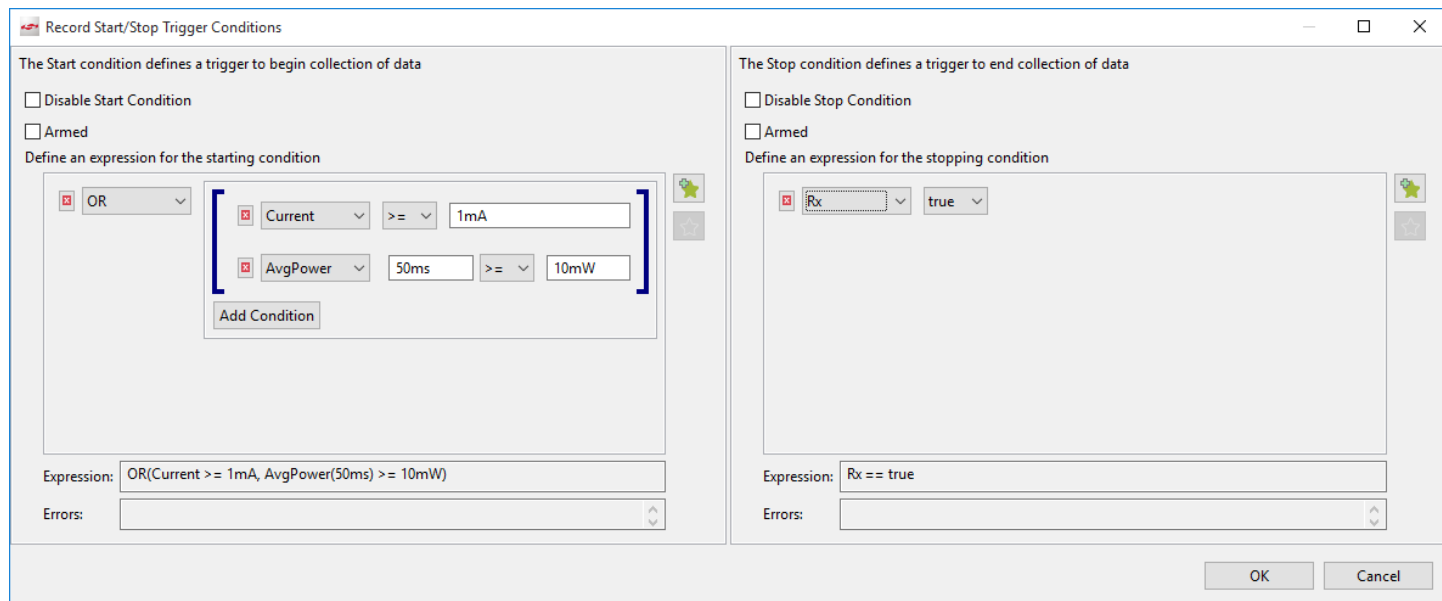 Record Start/Stop Trigger Conditions
The Start condition defines a trigger to begin collection of data
Disable Start Condition
Armed
Define an expression for the starting condition
OR
Current >= 1mA
AvgPower 50ms >= 10mW
Add Condition
Expression: OR(Current >= 1mA, AvgPower(50ms) >= 10mW)
Errors:
The Stop condition defines a trigger to end collection of data
Disable Stop Condition
Armed
Define an expression for the stopping condition
Rx true
Expression: Rx == true
Errors:
OK Cancel